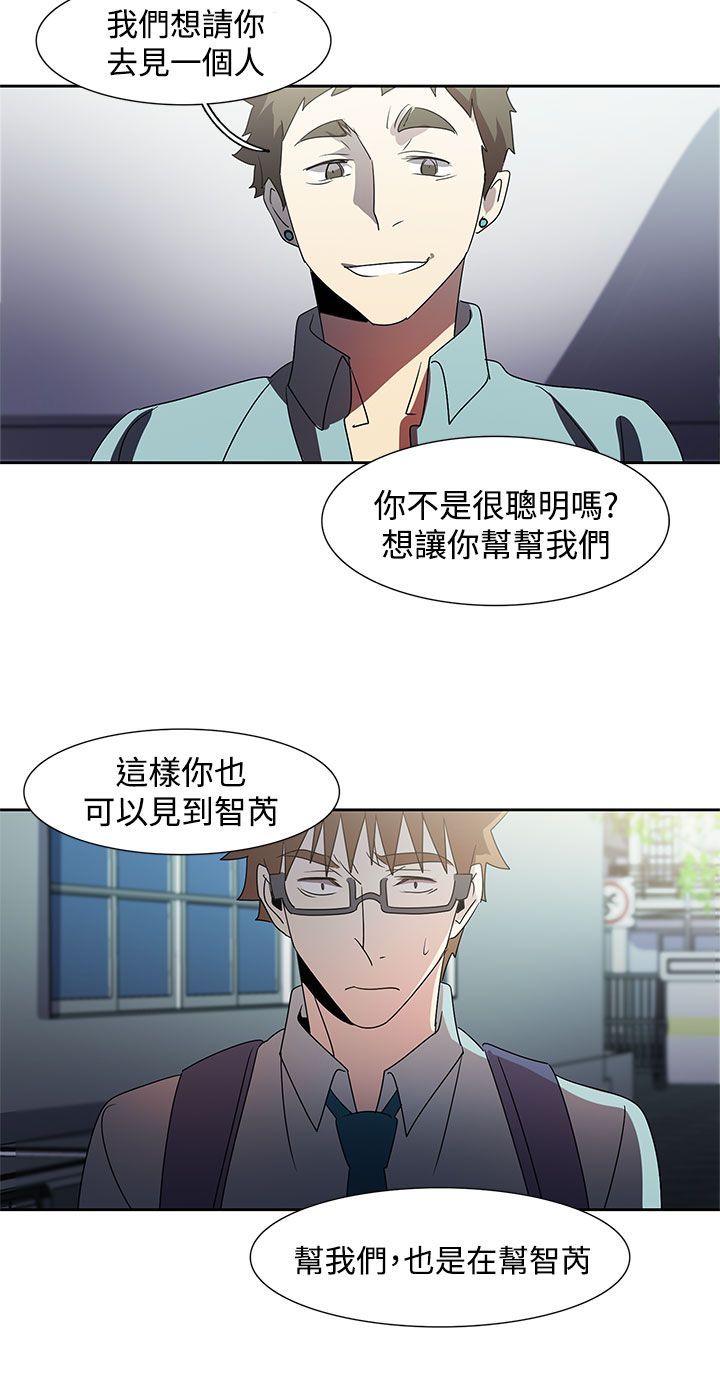 我們想請你
去見一個人
你不是很聰明嗎?
想讓你幫幫我們
這樣你也
可以見到智芮
幫我們,也是在幫智芮